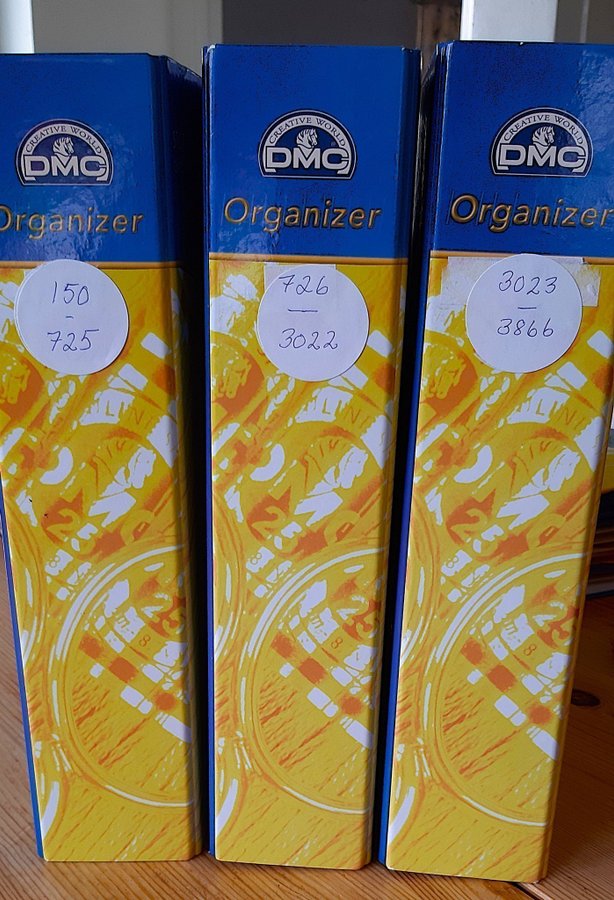 CREATIVE WORLD
DMC
Organizer
150
-
725
CREATIVE WORLD
DMC
Organizer
726
—
3022
CREATIVE WORLD
DMC
Organizer
3023
—
3866